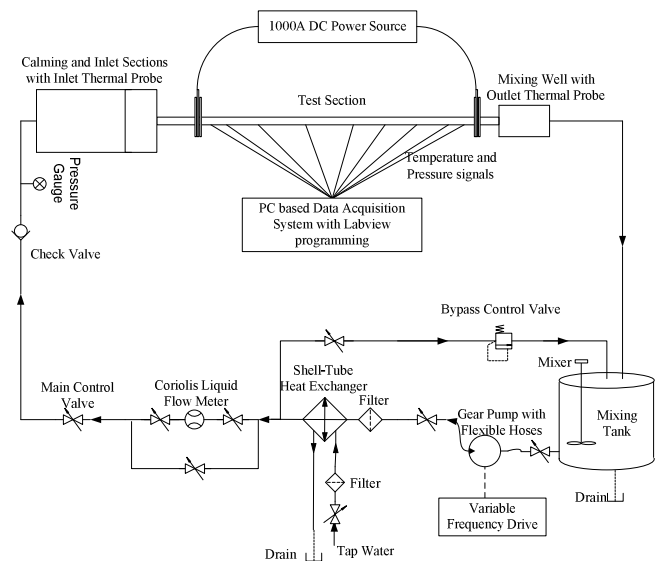 1000A DC Power Source
Calming and Inlet Sections
with Inlet Thermal Probe
Test Section
Mixing Well with
Outlet Thermal Probe
Temperature and
Pressure signals
Pressure
Gauge
PC based Data Acquisition
System with Labview
programming
Check Valve
Bypass Control Valve
Mixer
Shell-Tube
Heat Exchanger
Main Control
Valve
Coriolis Liquid
Flow Meter
Filter
Gear Pump with
Flexible Hoses
Mixing
Tank
Filter
Drain
Variable
Frequency Drive
Drain
Tap Water